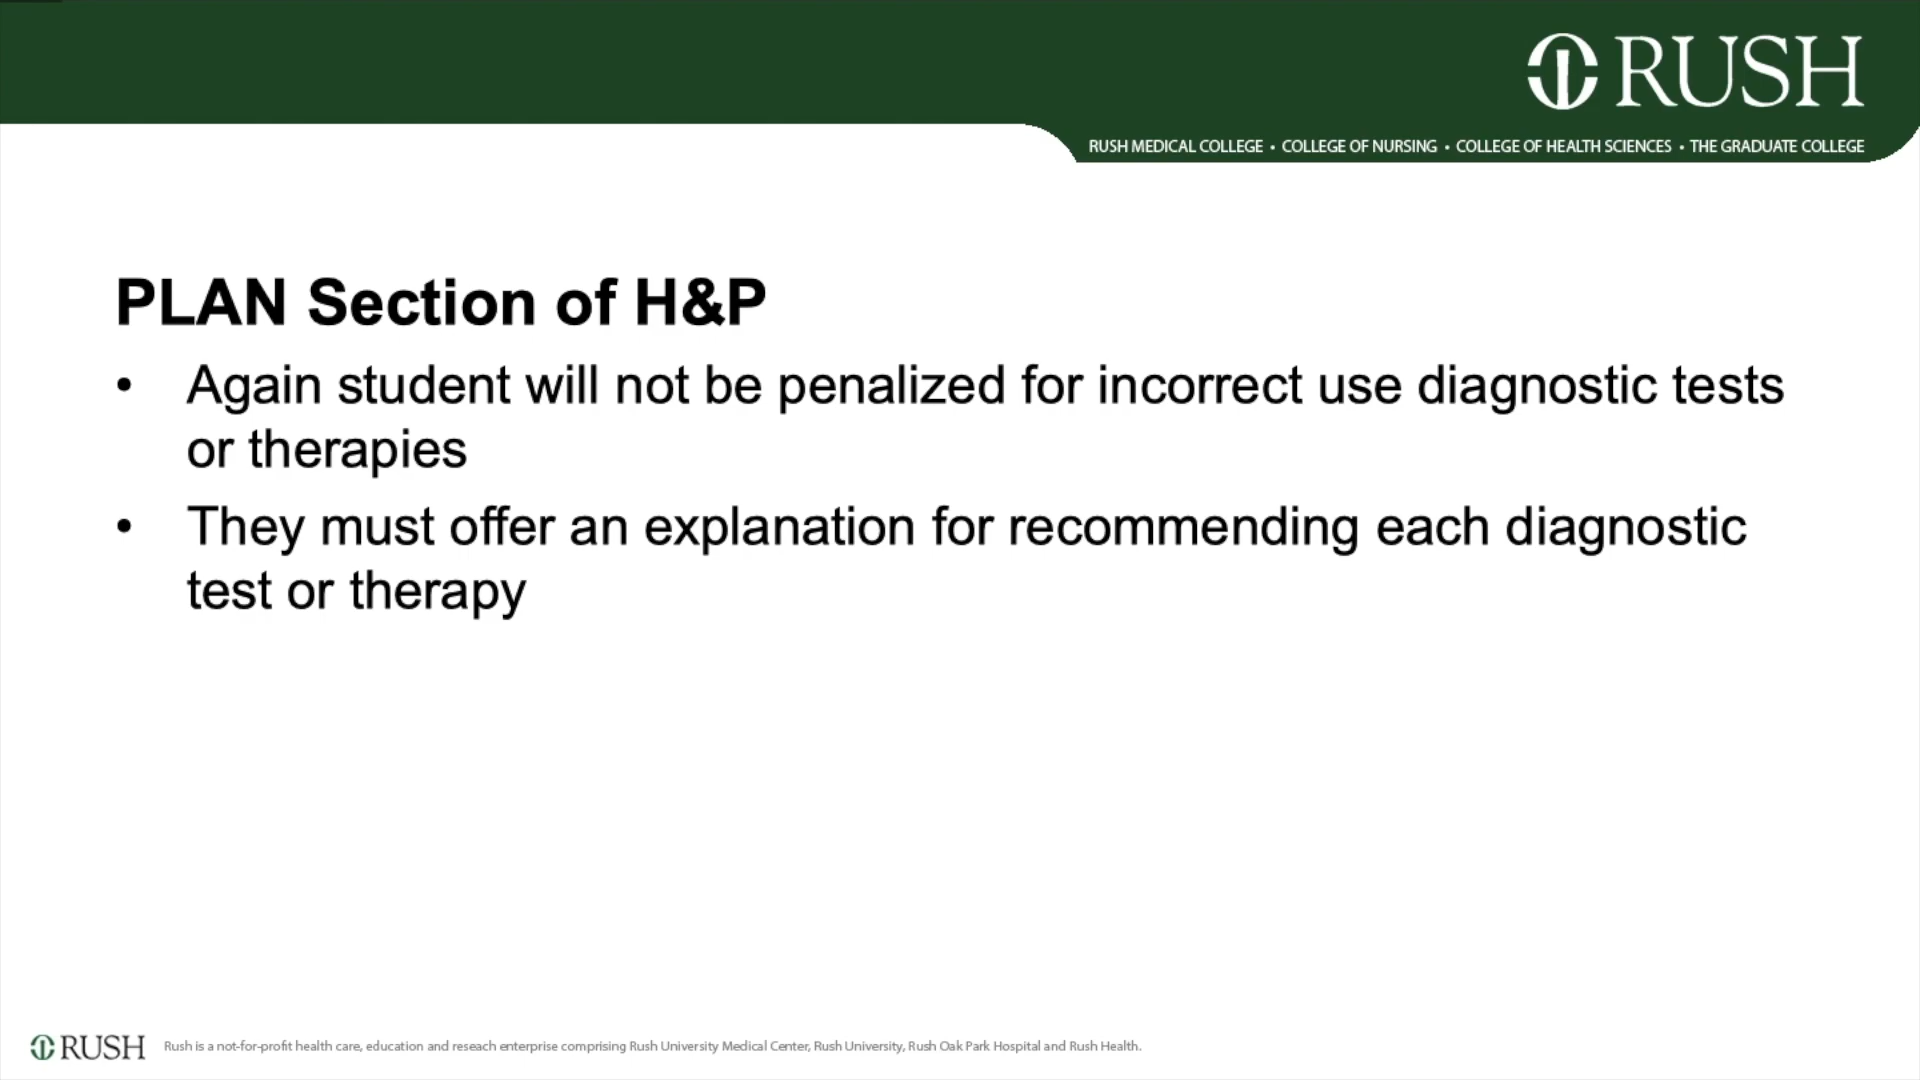 RUSH
RUSH MEDICAL COLLEGE • COLLEGE OF NURSING • COLLEGE OF HEALTH SCIENCES • THE GRADUATE COLLEGE
PLAN Section of H&P
• Again student will not be penalized for incorrect use diagnostic tests
or therapies
• They must offer an explanation for recommending each diagnostic
test or therapy
RUSH Rush is a not-for-profit health care, education and reseach enterprise comprising Rush University Medical Center, Rush University, Rush Oak Park Hospital and Rush Health.